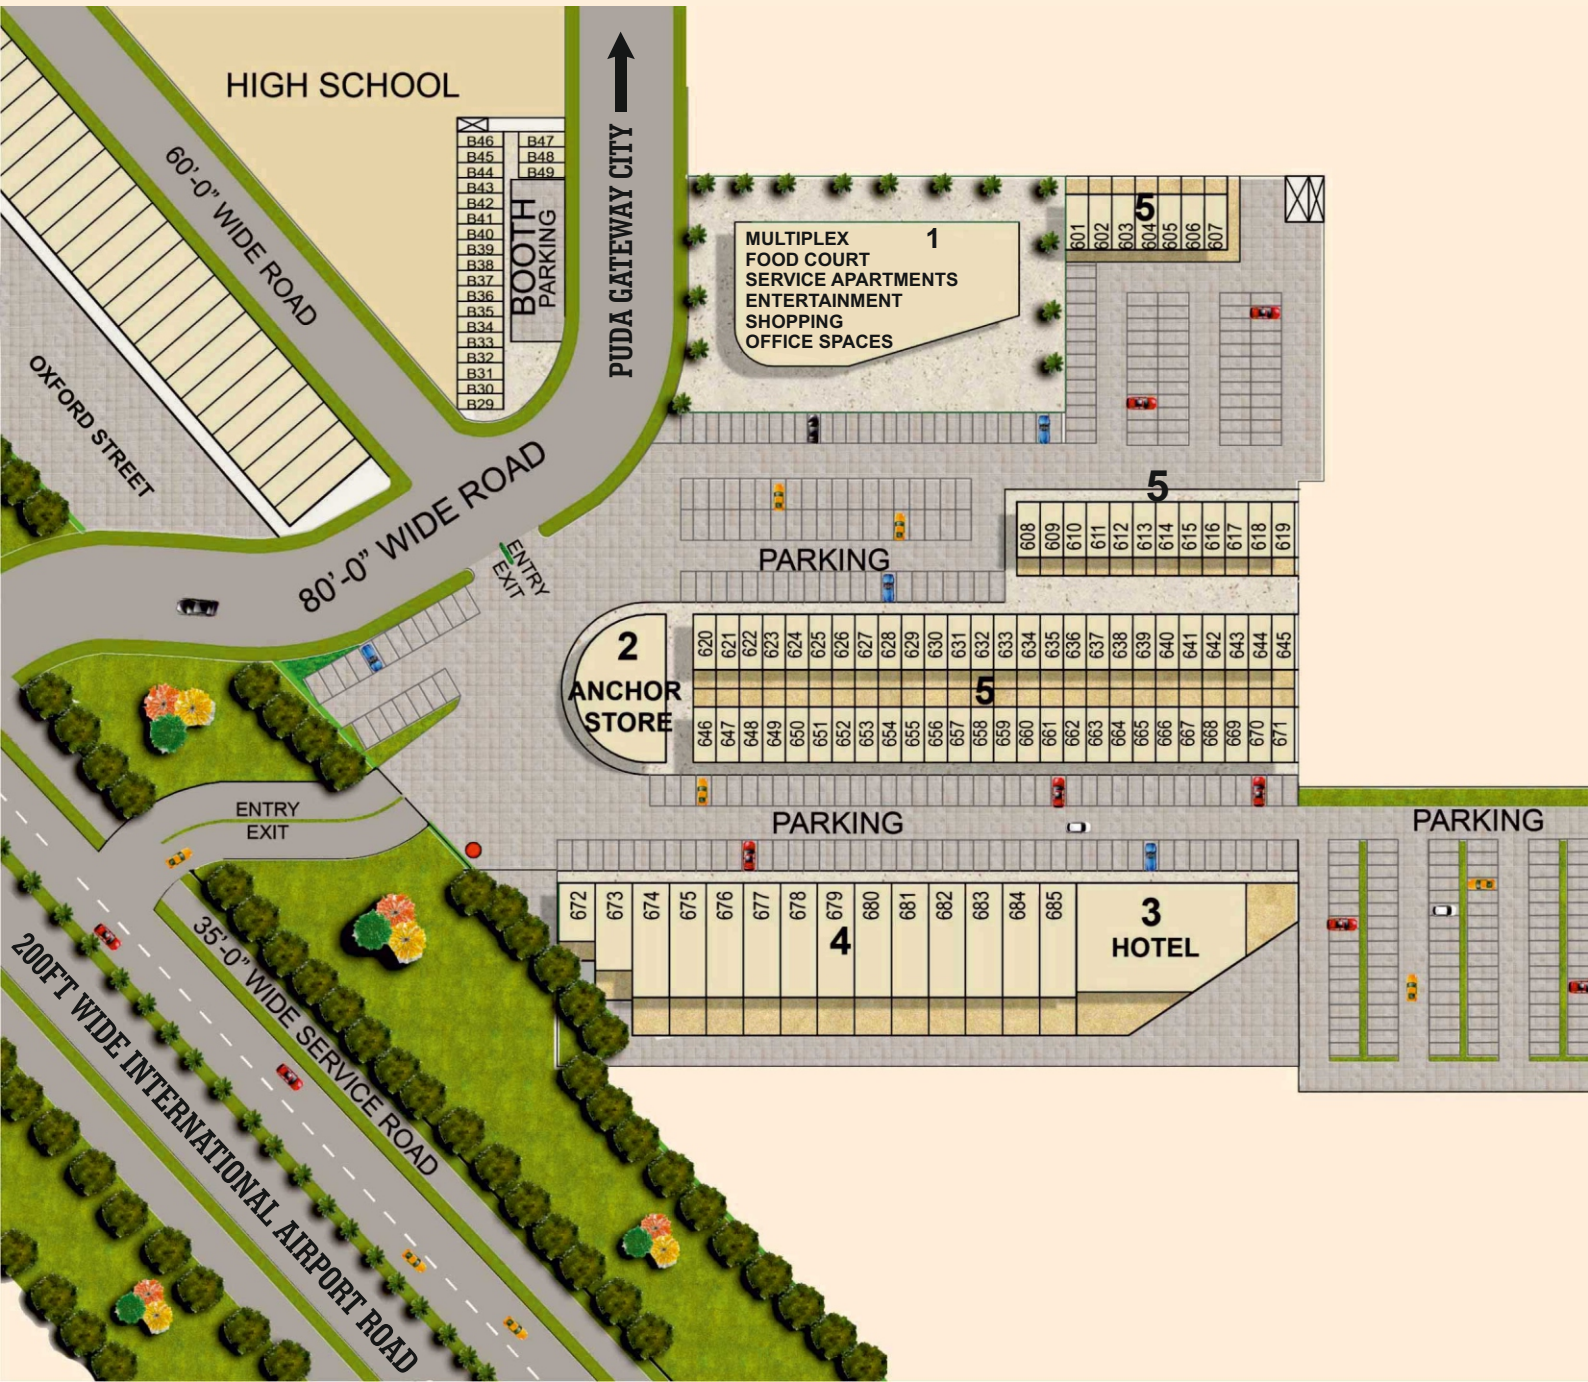 HIGH SCHOOL
60'-0" WIDE ROAD
OXFORD STREET
B46
B45
B44
B43
B42
B41
B40
B39
B38
B37
B36
B35
B34
B33
B32
B31
B30
B29
B47
B48
B49
BOOTH
PARKING
PUDA GATEWAY CITY
1
MULTIPLEX
FOOD COURT
SERVICE APARTMENTS
ENTERTAINMENT
SHOPPING
OFFICE SPACES
5
601 602 603 604 605 606 607
80'-0" WIDE ROAD
ENTRY
EXIT
PARKING
5
608 609 610 611 612 613 614 615 616 617 618 619
2
ANCHOR
STORE
620 621 622 623 624 625 626 627 628 629 630 631 632 633 634 635 636 637 638 639 640 641 642 643 644 645
5
646 647 648 649 650 651 652 653 654 655 656 657 658 659 660 661 662 663 664 665 666 667 668 669 670 671
ENTRY
EXIT
PARKING
PARKING
672 673 674 675 676 677 678 679 680 681 682 683 684 685
4
3
HOTEL
35'-0" WIDE SERVICE ROAD
200FT WIDE INTERNATIONAL AIRPORT ROAD